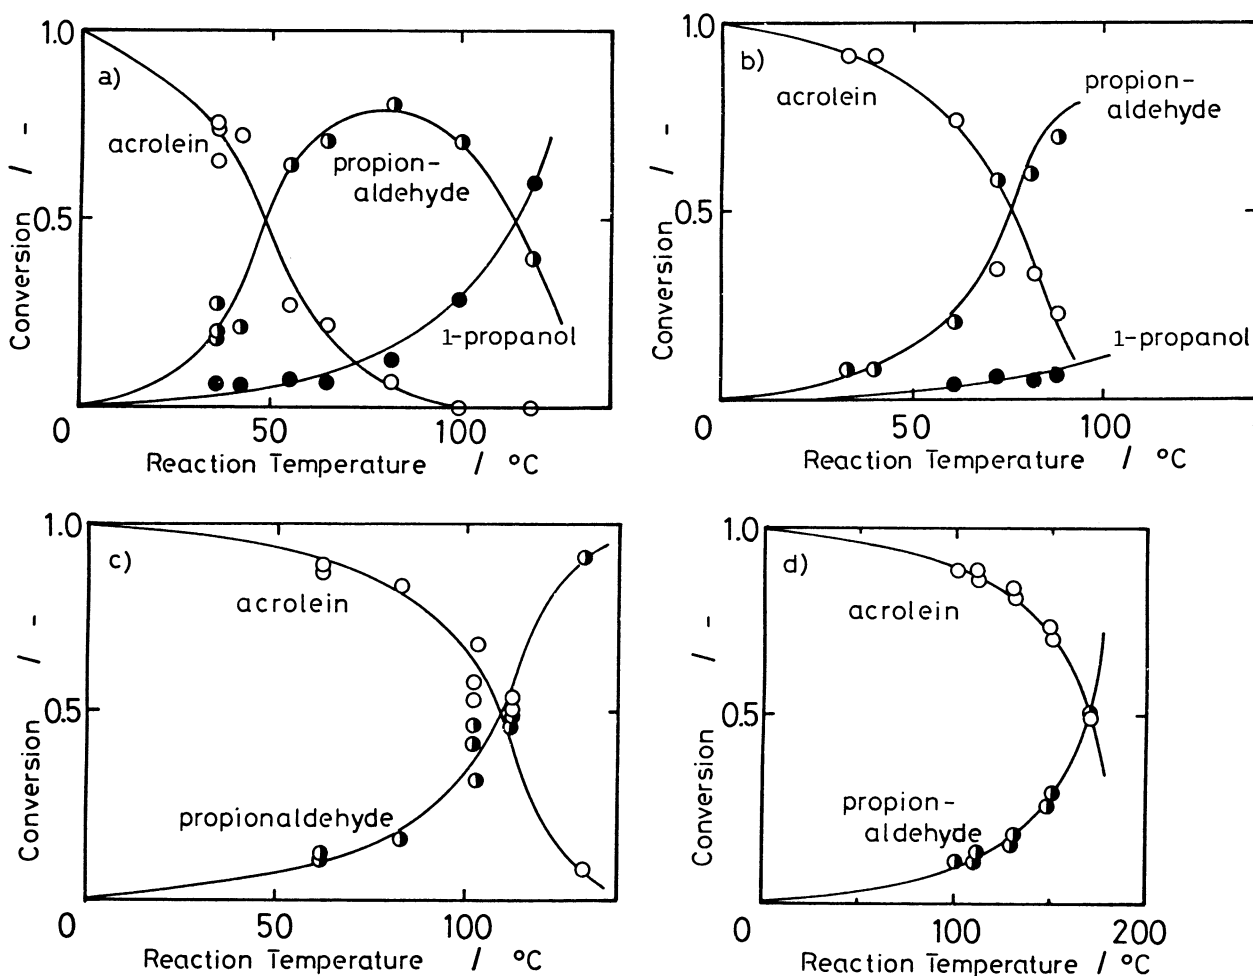 1.0
a)
acrolein
propion-
aldehyde
0.5
1-propanol
Conversion / -
0
50
100
Reaction Temperature / °C
1.0
b)
propion-
aldehyde
acrolein
0.5
1-propanol
Conversion / -
0
50
100
Reaction Temperature / °C
1.0
c)
acrolein
0.5
propionaldehyde
Conversion / -
0
50
100
Reaction Temperature / °C
1.0
d)
acrolein
0.5
propion-
aldehyde
Conversion / -
0
100
200
Reaction Temperature / °C